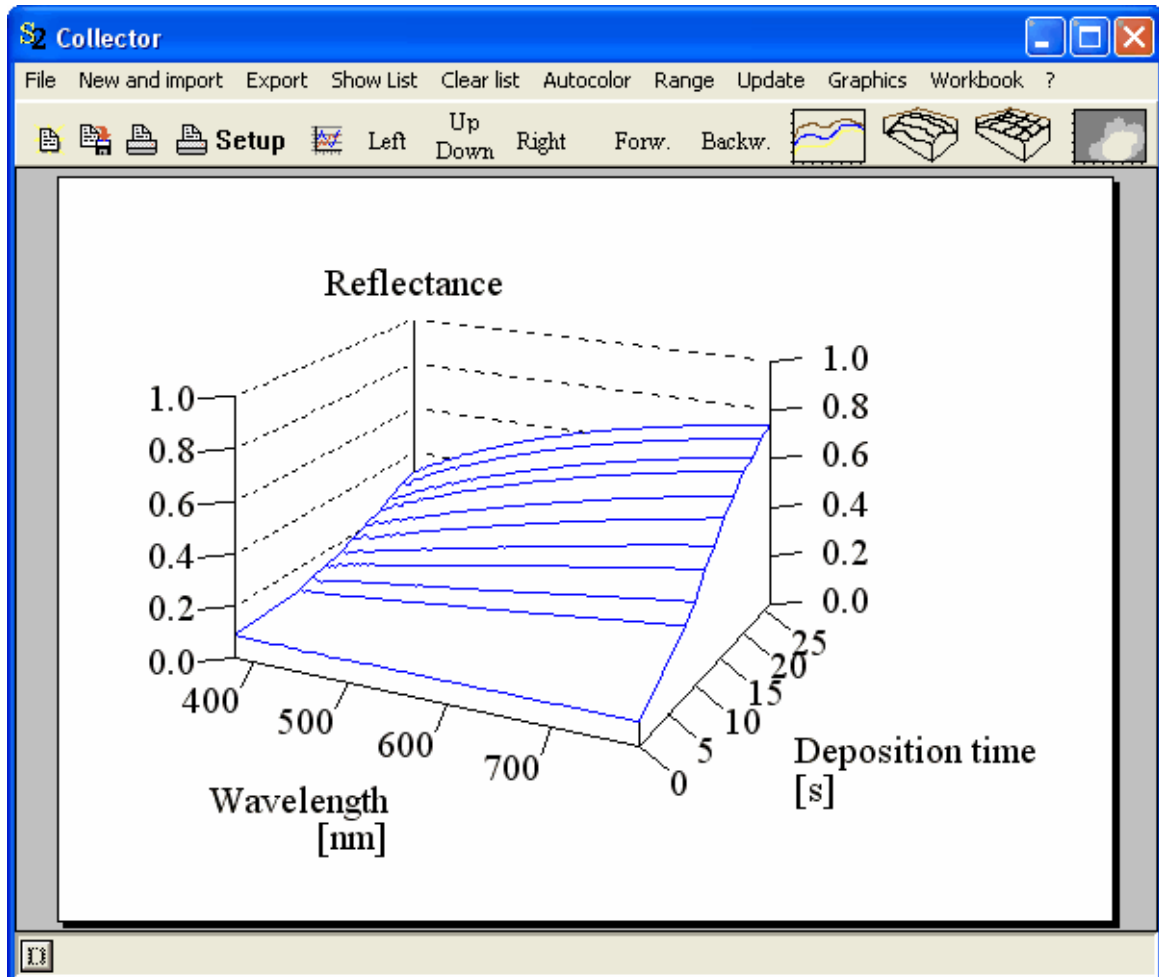 S2 Collector
File New and import Export Show List Clear list Autocolor Range Update Graphics Workbook ?
Setup Left Up Down Right Forw. Backw.
Reflectance
1.0
0.8
0.6
0.4
0.2
0.0
1.0
0.8
0.6
0.4
0.2
0.0
400
500
600
700
0
5
10
15
20
25
Wavelength
[nm]
Deposition time
[s]